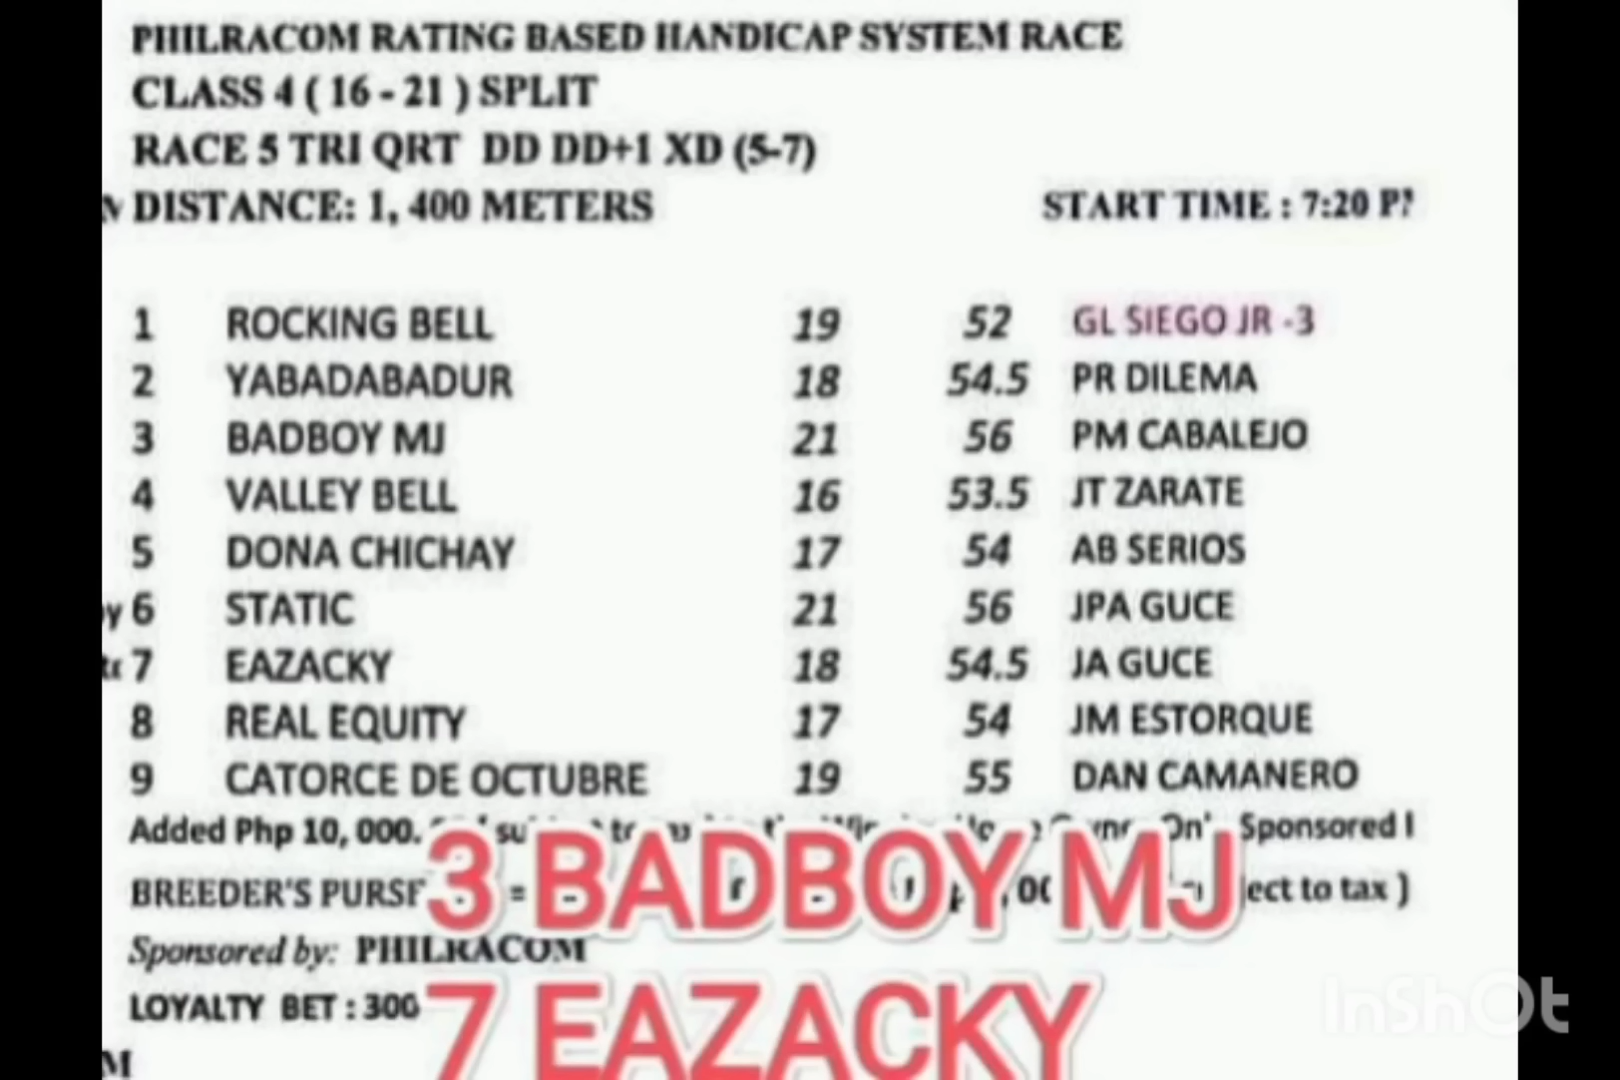 PHILRACOM RATING BASED HANDICAP SYSTEM RACE
CLASS 4 ( 16 - 21 ) SPLIT
RACE 5 TRI QRT DD DD+1 XD (5-7)
DISTANCE: 1, 400 METERS START TIME : 7:20
1 ROCKING BELL 19 52 GL SIEGO JR -3
2 YABADABADUR 18 54.5 PR DILEMA
3 BADBOY MJ 21 56 PM CABALEJO
4 VALLEY BELL 16 53.5 JT ZARATE
5 DONA CHICHAY 17 54 AB SERIOS
6 STATIC 21 56 JPA GUCE
7 EAZACKY 18 54.5 JA GUCE
8 REAL EQUITY 17 54 JM ESTORQUE
9 CATORCE DE OCTUBRE 19 55 DAN CAMANERO
Added Php 10, 000. Sponsored
BREEDER'S to tax )
3 BADBOY MJ
Sponsored by: PHILRACOM
LOYALTY BET : 300
7 EAZACKY
InShOt